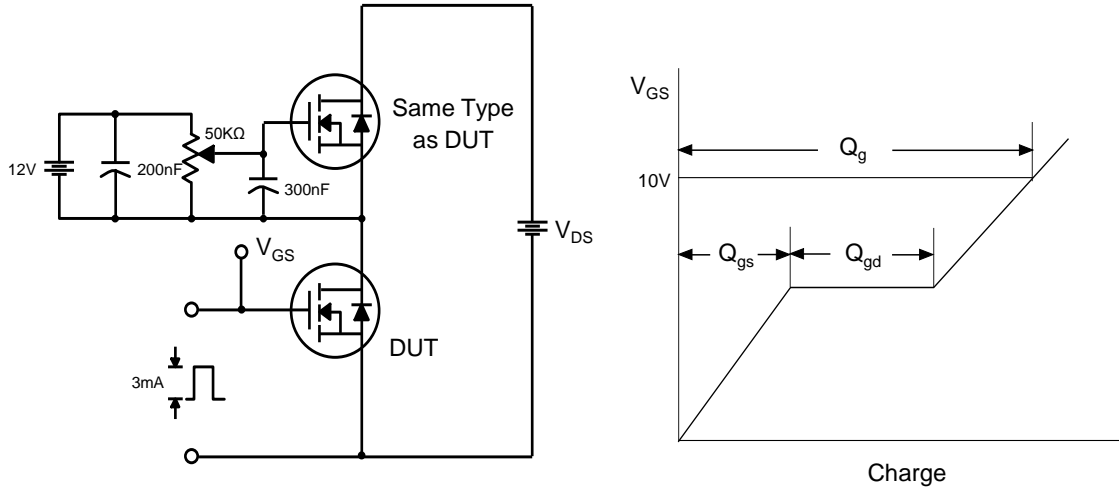 Same Type
as DUT
50KΩ
12V
200nF
300nF
V_DS
V_GS
DUT
3mA
V_GS
Q_g
10V
Q_gs
Q_gd
Charge